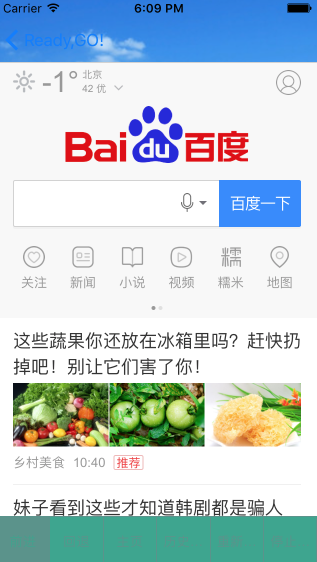 Carrier 6:09 PM
Ready,GO!
-1° 北京
42 优
Bai du 百度
百度一下
关注 新闻 小说 视频 糯米 地图
这些蔬果你还放在冰箱里吗？赶快扔
掉吧！别让它们害了你！
乡村美食 10:40 推荐
妹子看到这些才知道韩剧都是骗人